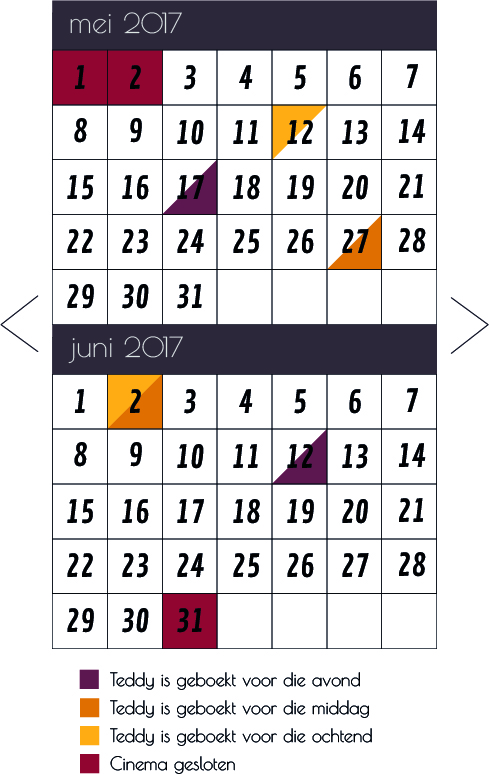 mei 2017
1 2 3 4 5 6 7
8 9 10 11 12 13 14
15 16 17 18 19 20 21
22 23 24 25 26 27 28
29 30 31
juni 2017
1 2 3 4 5 6 7
8 9 10 11 12 13 14
15 16 17 18 19 20 21
22 23 24 25 26 27 28
29 30 31
Teddy is geboekt voor die avond
Teddy is geboekt voor die middag
Teddy is geboekt voor die ochtend
Cinema gesloten